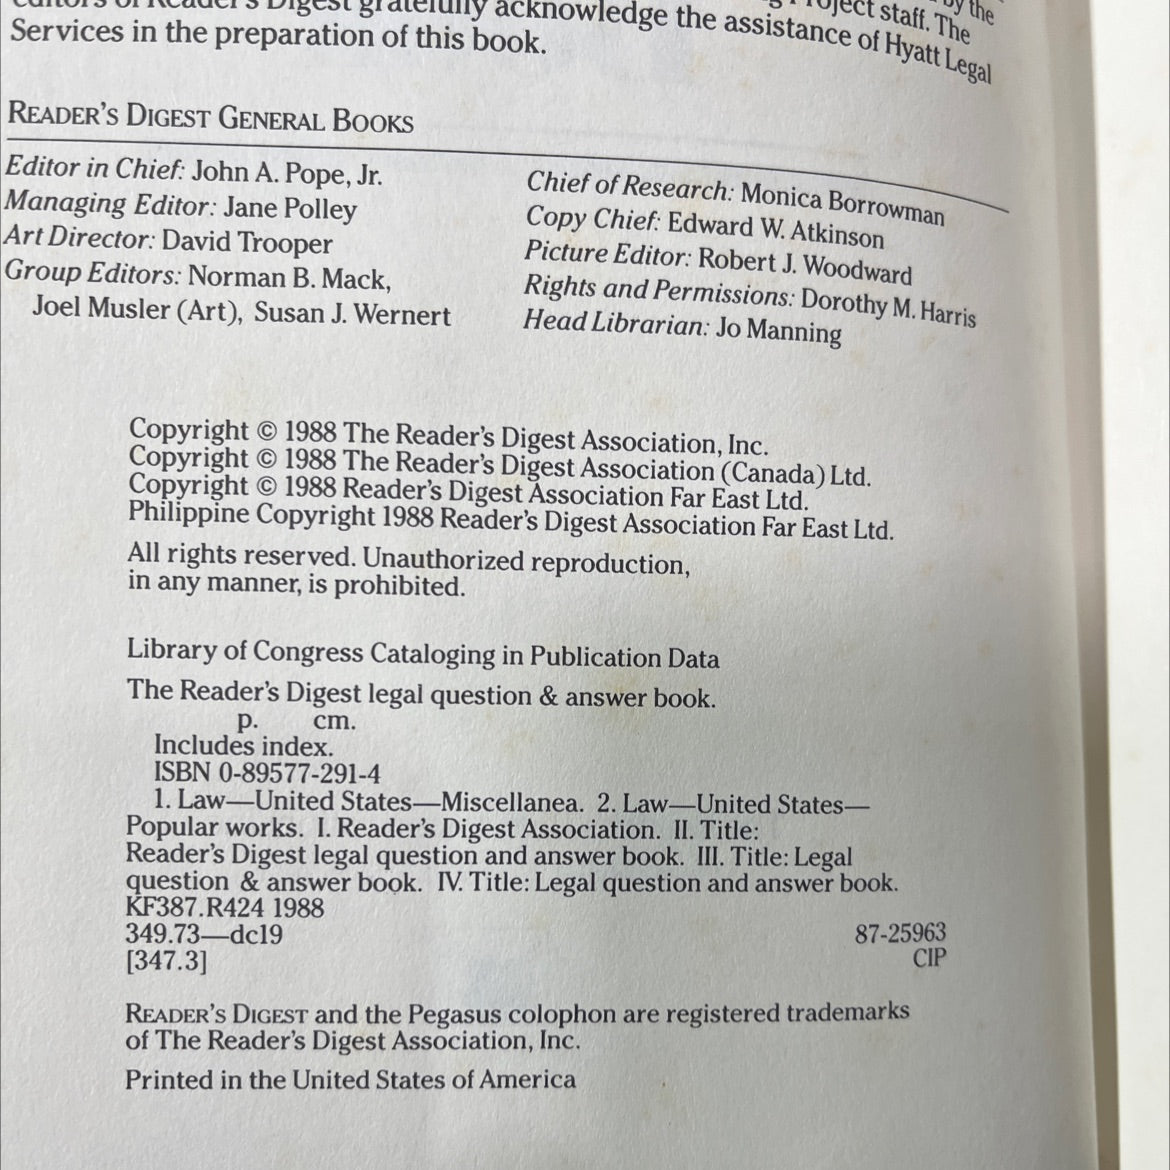 by the
Project staff. The
editors of Reader's Digest gratefully acknowledge the assistance of Hyatt Legal
Services in the preparation of this book.
READER'S DIGEST GENERAL BOOKS
Editor in Chief: John A. Pope, Jr.
Managing Editor: Jane Polley
Art Director: David Trooper
Group Editors: Norman B. Mack,
Joel Musler (Art), Susan J. Wernert
Chief of Research: Monica Borrowman
Copy Chief: Edward W. Atkinson
Picture Editor: Robert J. Woodward
Rights and Permissions: Dorothy M. Harris
Head Librarian: Jo Manning
Copyright © 1988 The Reader's Digest Association, Inc.
Copyright © 1988 The Reader's Digest Association (Canada) Ltd.
Copyright © 1988 Reader's Digest Association Far East Ltd.
Philippine Copyright 1988 Reader's Digest Association Far East Ltd.
All rights reserved. Unauthorized reproduction,
in any manner, is prohibited.
Library of Congress Cataloging in Publication Data
The Reader's Digest legal question & answer book.
p. cm.
Includes index.
ISBN 0-89577-291-4
1. Law—United States—Miscellanea. 2. Law—United States—
Popular works. I. Reader's Digest Association. II. Title:
Reader's Digest legal question and answer book. III. Title: Legal
question & answer book. IV. Title: Legal question and answer book.
KF387.R424 1988
349.73—dc19 87-25963
[347.3] CIP
READER'S DIGEST and the Pegasus colophon are registered trademarks
of The Reader's Digest Association, Inc.
Printed in the United States of America